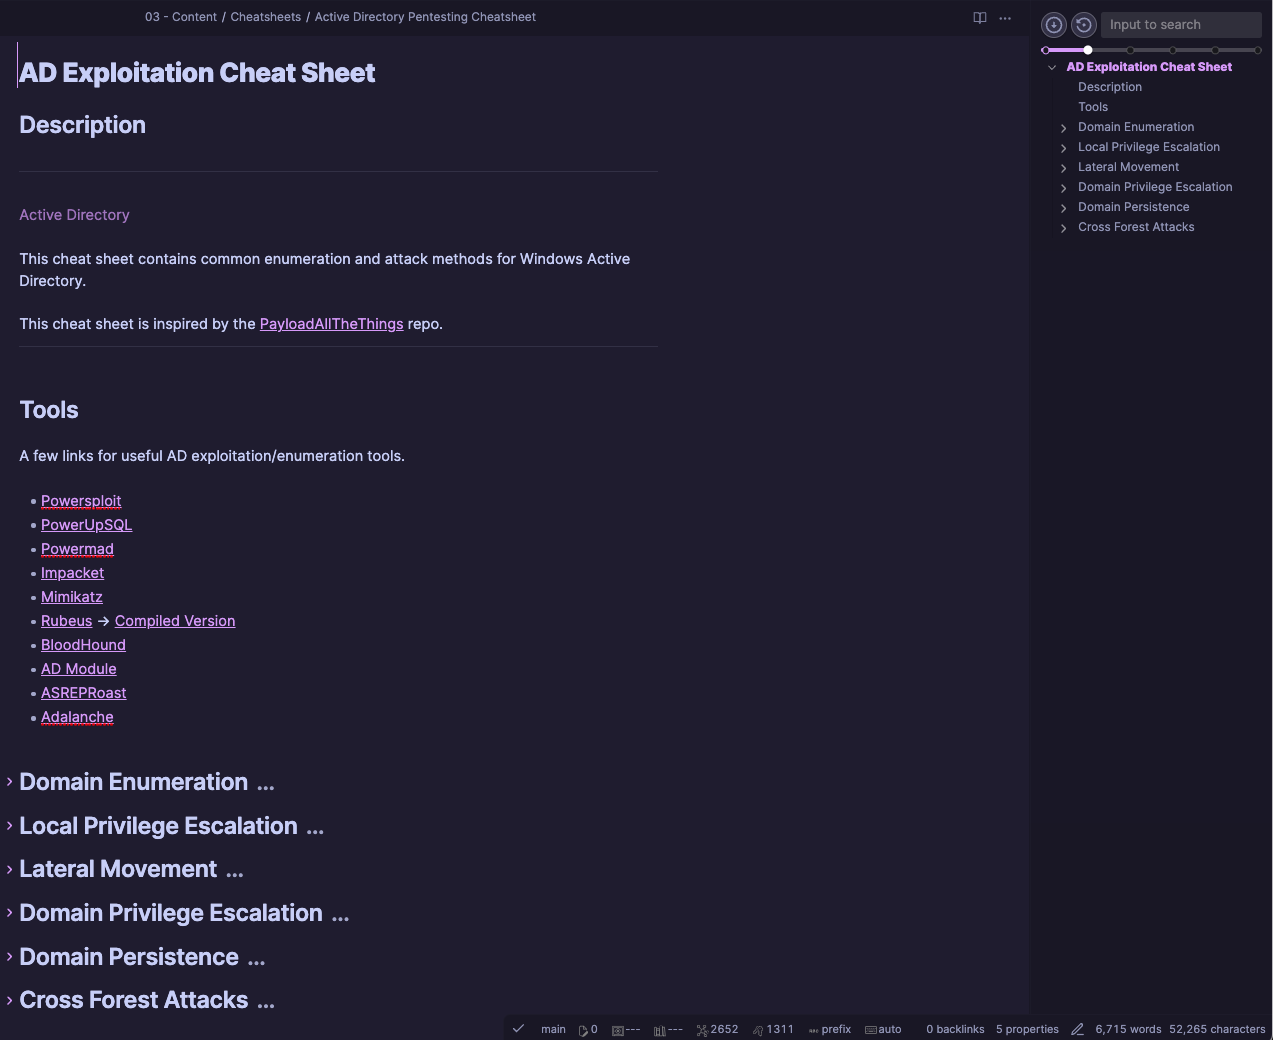 03 - Content / Cheatsheets / Active Directory Pentesting Cheatsheet
AD Exploitation Cheat Sheet
Description
Active Directory
This cheat sheet contains common enumeration and attack methods for Windows Active
Directory.
This cheat sheet is inspired by the PayloadAllTheThings repo.
Tools
A few links for useful AD exploitation/enumeration tools.
• Powersploit
• PowerUpSQL
• Powermad
• Impacket
• Mimikatz
• Rubeus → Compiled Version
• BloodHound
• AD Module
• ASREPRoast
• Adalanche
Domain Enumeration ...
Local Privilege Escalation ...
Lateral Movement ...
Domain Privilege Escalation ...
Domain Persistence ...
Cross Forest Attacks ...
Input to search
AD Exploitation Cheat Sheet
Description
Tools
Domain Enumeration
Local Privilege Escalation
Lateral Movement
Domain Privilege Escalation
Domain Persistence
Cross Forest Attacks
main 0 --- --- 2652 1311 prefix auto 0 backlinks 5 properties 6,715 words 52,265 characters